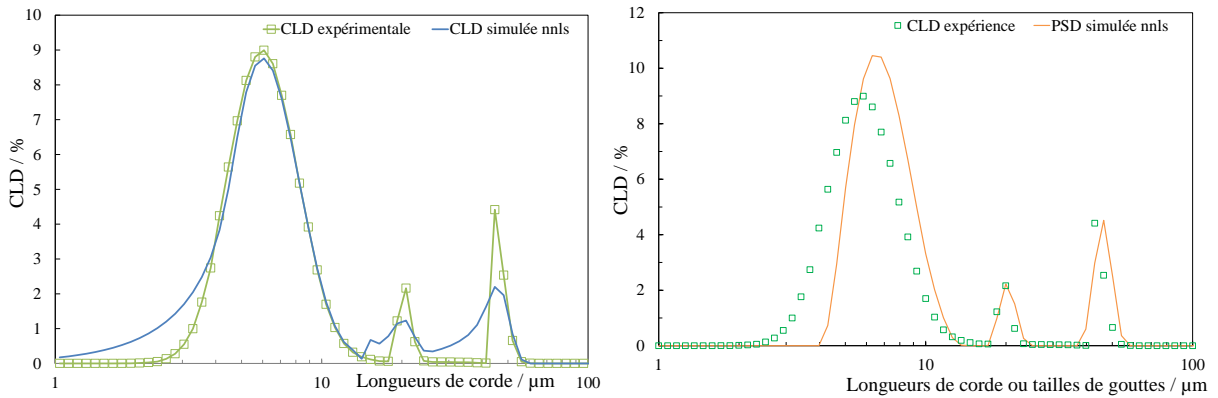 CLD expérimentale CLD simulée nnls
10
9
8
7
6
5
4
3
2
1
0
CLD / %
1 10 100
Longueurs de corde / µm
CLD expérience PSD simulée nnls
12
10
8
6
4
2
0
CLD / %
1 10 100
Longueurs de corde ou tailles de gouttes / µm